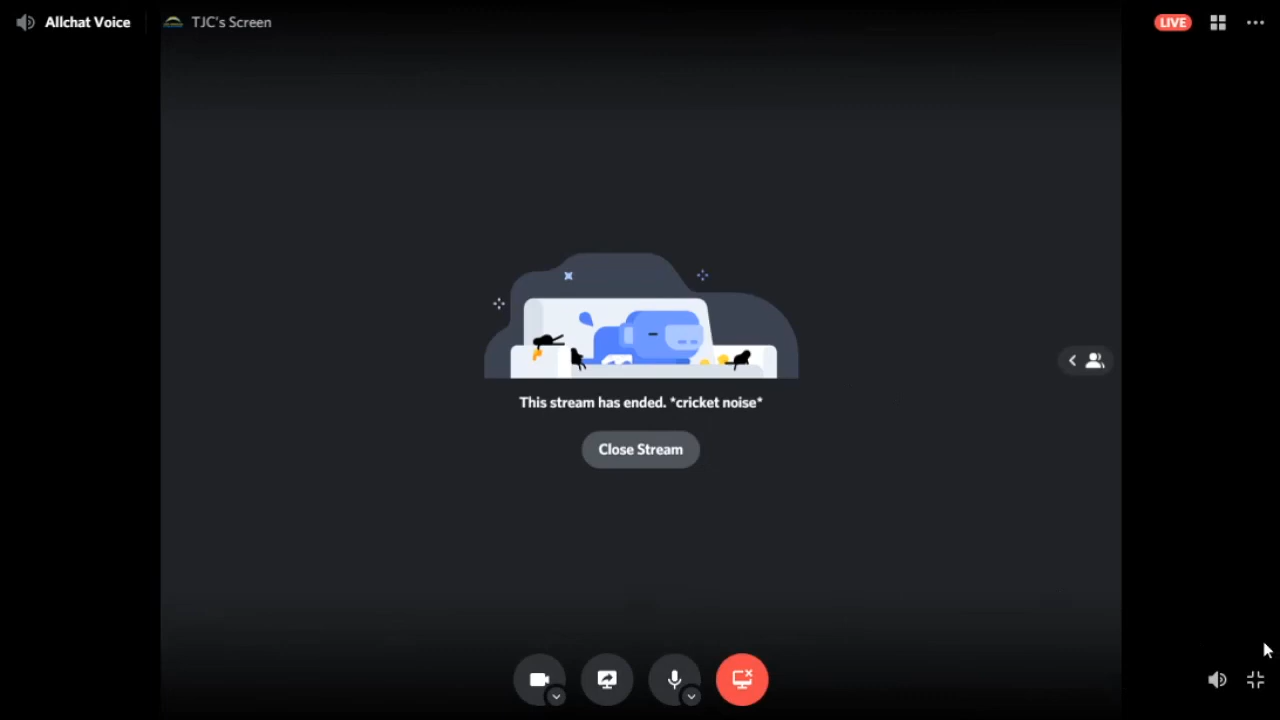 Allchat Voice
TJC's Screen
LIVE
This stream has ended. *cricket noise*
Close Stream